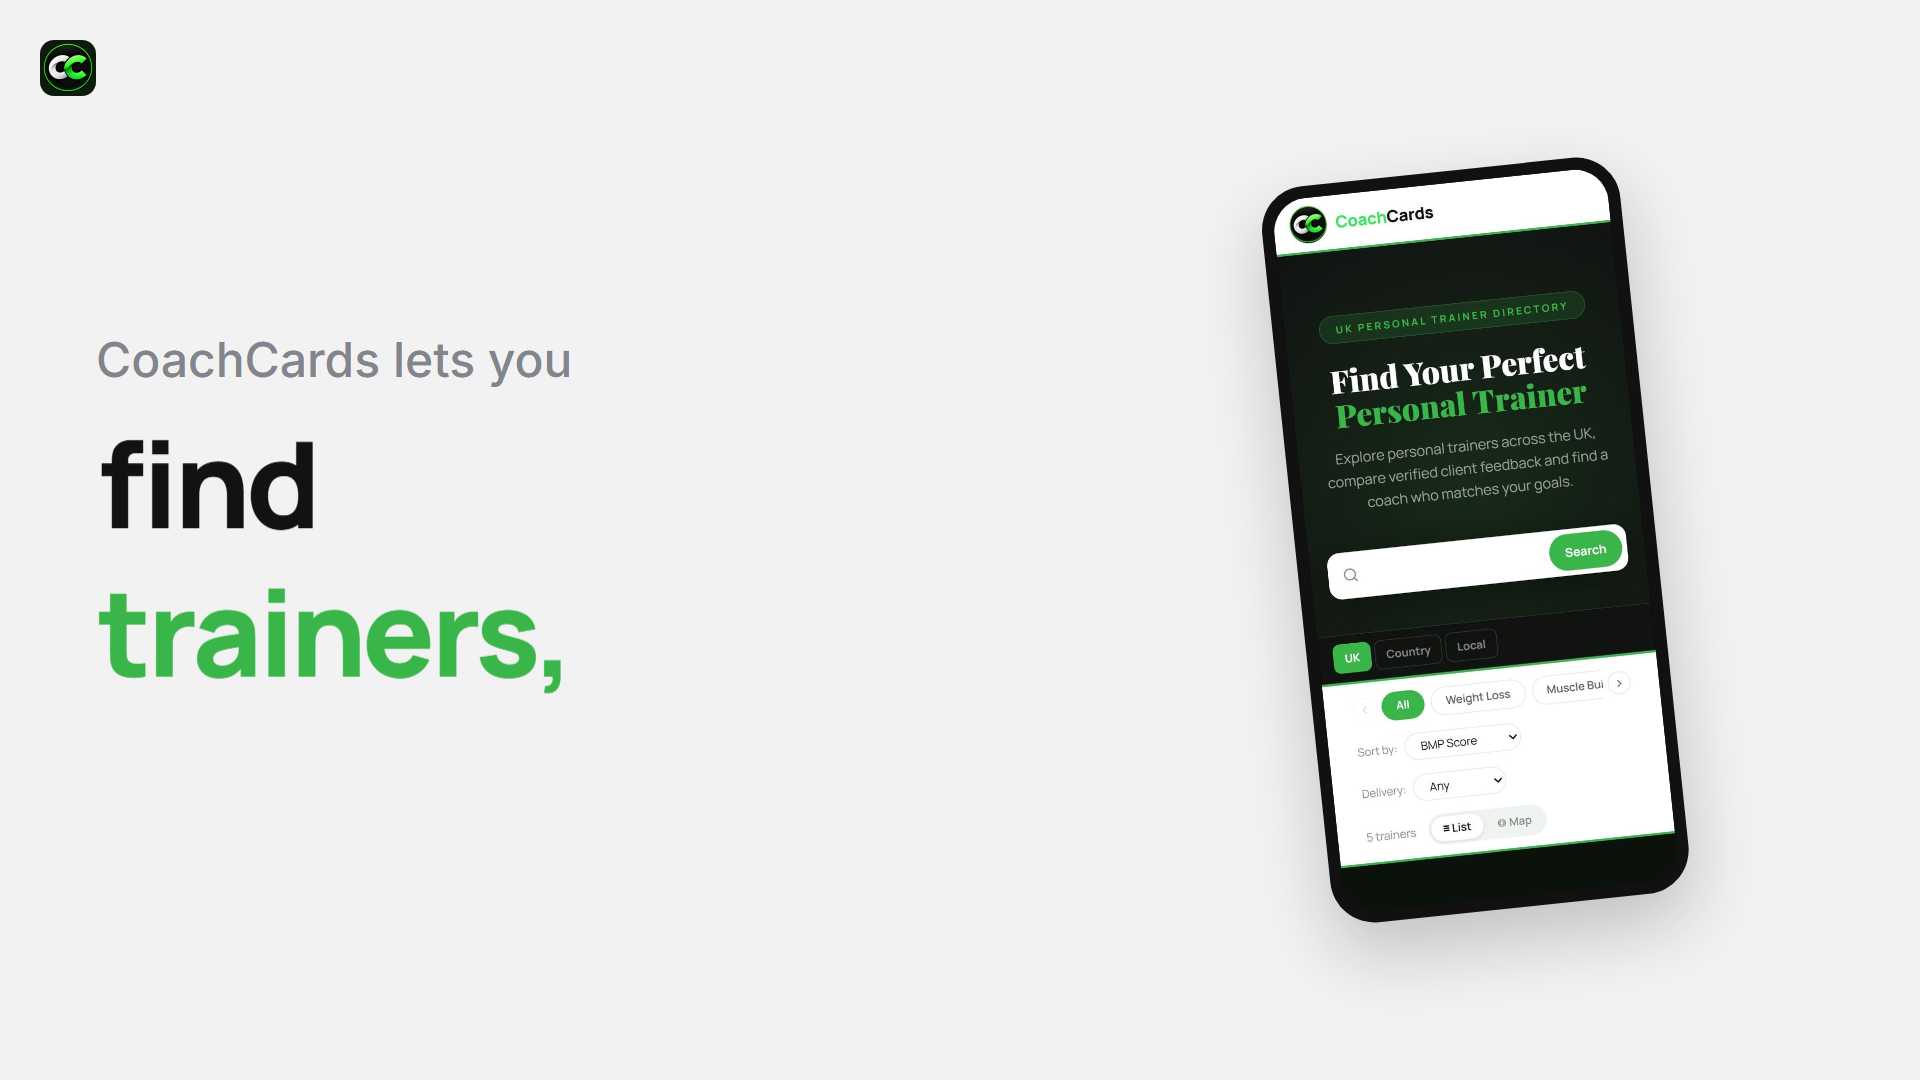 CC
CoachCards lets you
find
trainers,
CC CoachCards
UK PERSONAL TRAINER DIRECTORY
Find Your Perfect
Personal Trainer
Explore personal trainers across the UK,
compare verified client feedback and find a
coach who matches your goals.
Search
UK Country Local
All Weight Loss Muscle Bui
Sort by: BMP Score
Delivery: Any
5 trainers List Map